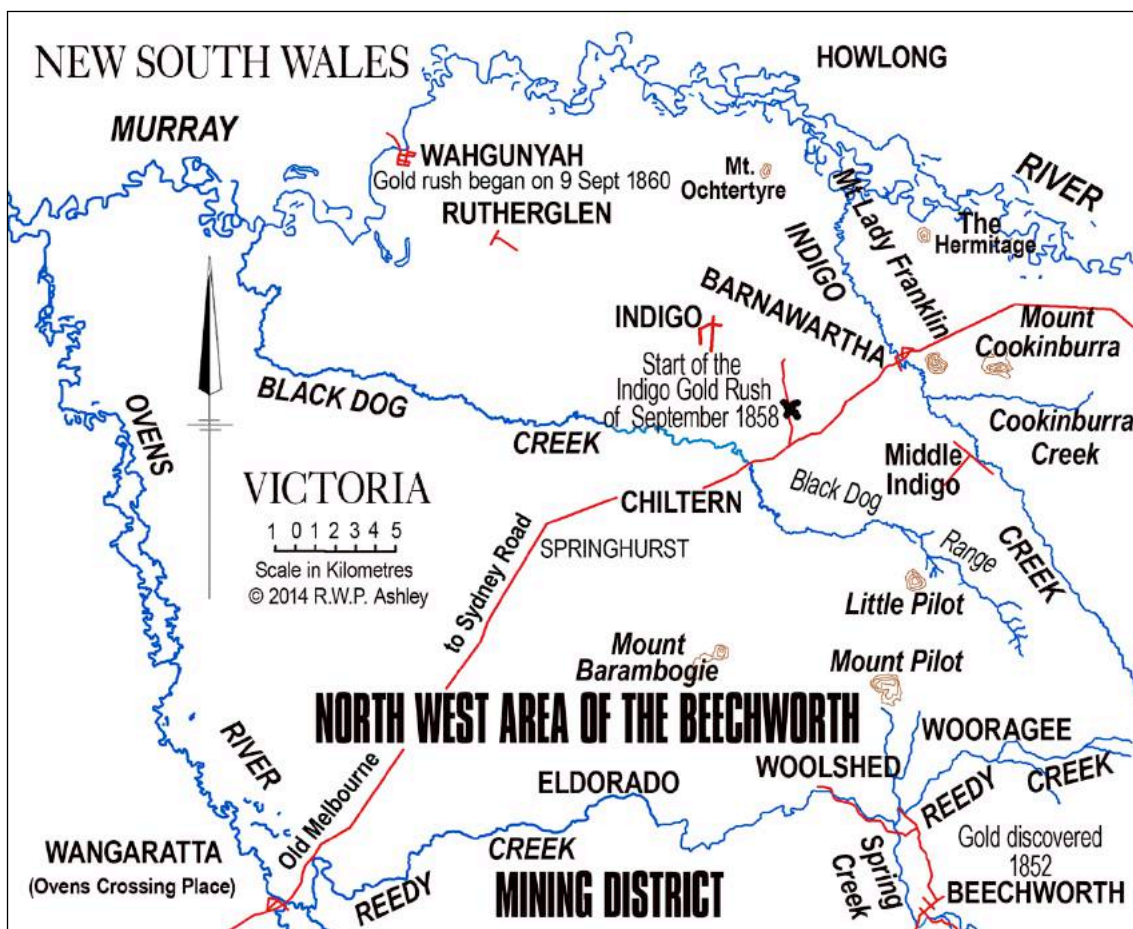 NEW SOUTH WALES
HOWLONG
MURRAY
WAHGUNYAH
Gold rush began on 9 Sept 1860
RUTHERGLEN
Mt.
Ochtertyre
RIVER
The
Hermitage
Mt Lady Franklin
INDIGO
BARNAWARTHA
INDIGO
Start of the
Indigo Gold Rush
of September 1858
Mount
Cookinburra
Cookinburra
Creek
OVENS
BLACK DOG
CREEK
VICTORIA
1 0 1 2 3 4 5
Scale in Kilometres
© 2014 R.W.P. Ashley
CHILTERN
SPRINGHURST
Middle
Indigo
Black Dog
Range
CREEK
Little Pilot
to Sydney Road
Mount
Barambogie
Mount Pilot
NORTH WEST AREA OF THE BEECHWORTH
RIVER
Old Melbourne
WOORAGEE
WOOLSHED
ELDORADO
REEDY
CREEK
WANGARATTA
(Ovens Crossing Place)
REEDY
CREEK
MINING DISTRICT
Spring
Creek
Gold discovered
1852
BEECHWORTH